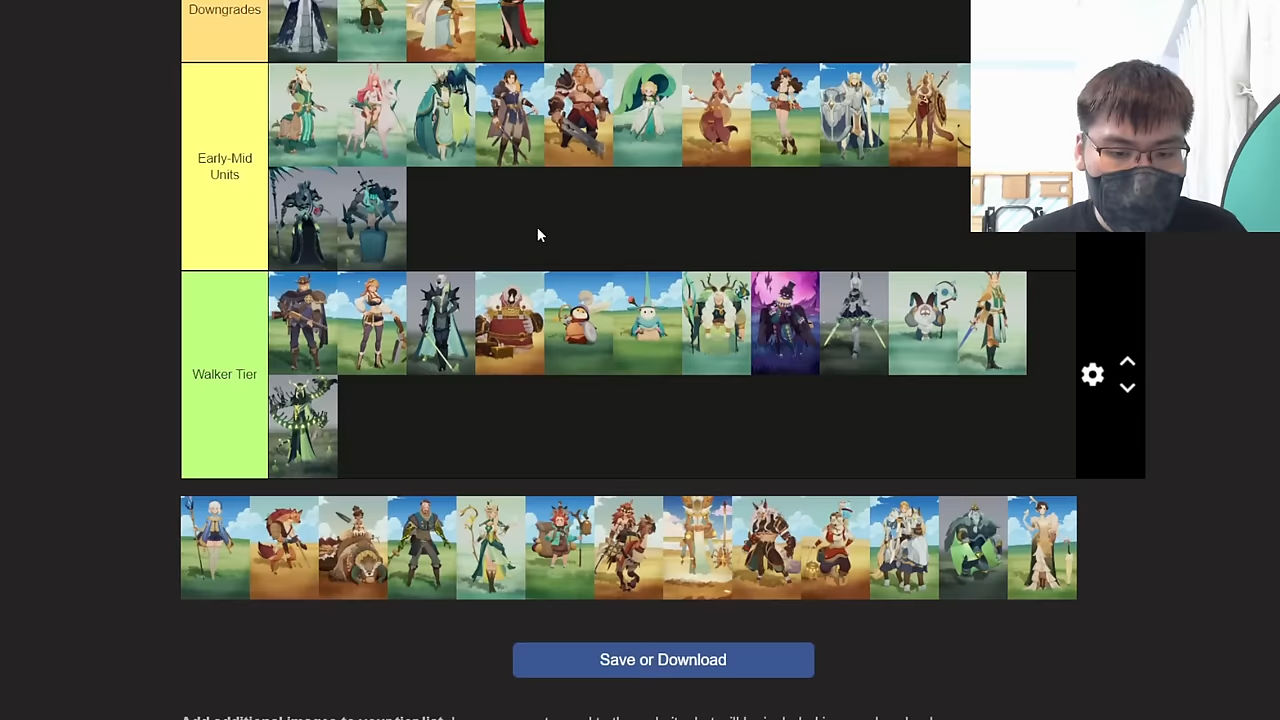 Downgrades
Early-Mid
Units
Walker Tier
Save or Download